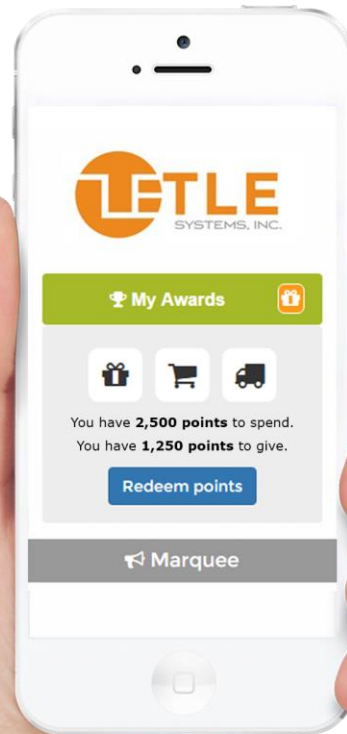 TLE
SYSTEMS, INC.
My Awards
You have 2,500 points to spend.
You have 1,250 points to give.
Redeem points
Marquee